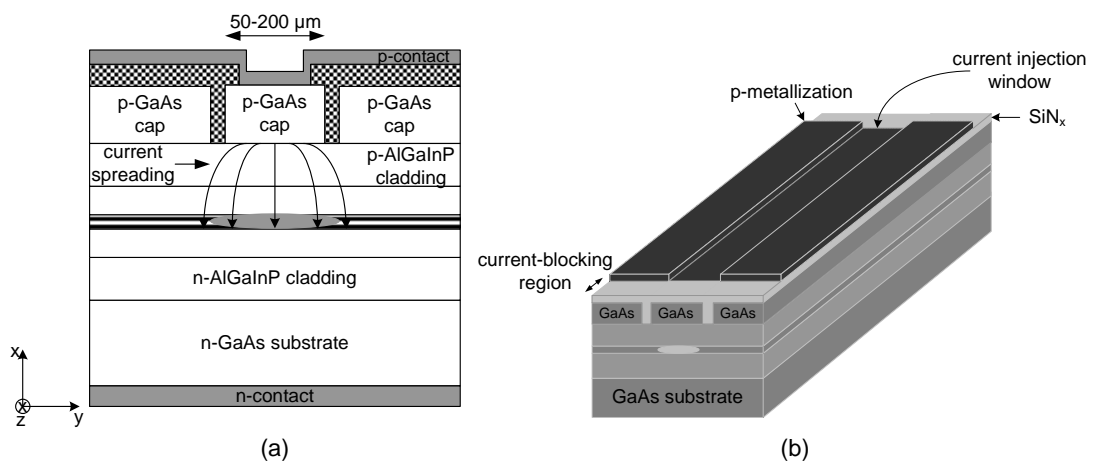 50-200 µm
p-contact
p-GaAs
cap
p-GaAs
cap
p-GaAs
cap
current
spreading
p-AlGaInP
cladding
n-AlGaInP cladding
n-GaAs substrate
n-contact
x
z
y
(a)
current injection
window
p-metallization
SiNx
current-blocking
region
GaAs
GaAs
GaAs
GaAs substrate
(b)